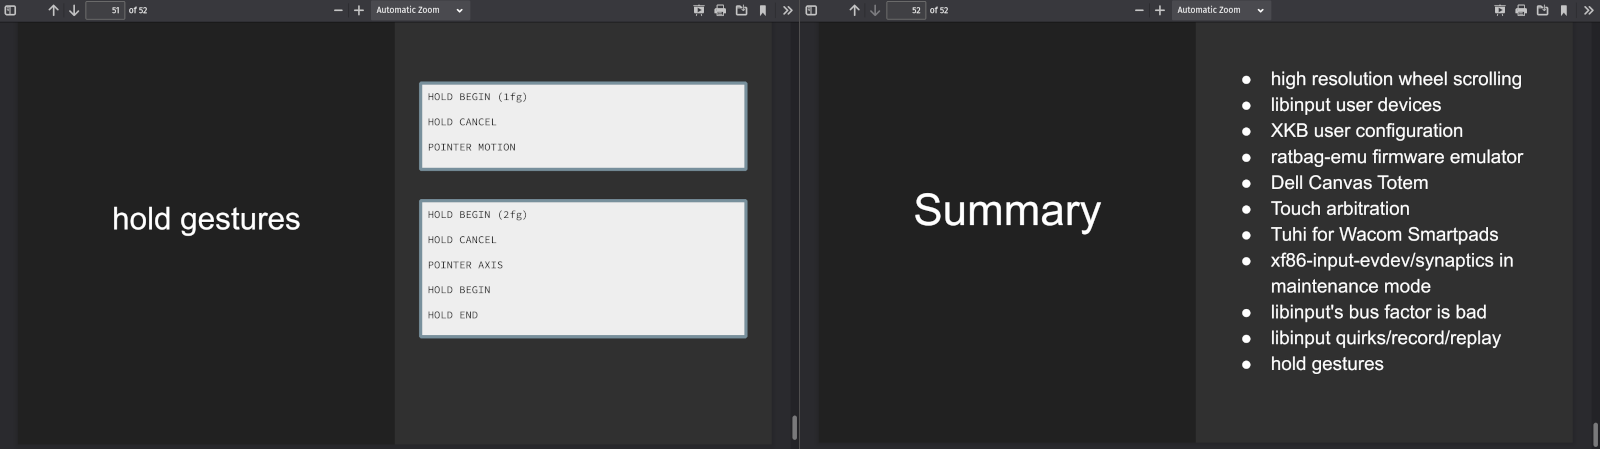 51 of 52
Automatic Zoom
hold gestures
HOLD BEGIN (1fg)
HOLD CANCEL
POINTER MOTION
HOLD BEGIN (2fg)
HOLD CANCEL
POINTER AXIS
HOLD BEGIN
HOLD END
52 of 52
Automatic Zoom
Summary
● high resolution wheel scrolling
● libinput user devices
● XKB user configuration
● ratbag-emu firmware emulator
● Dell Canvas Totem
● Touch arbitration
● Tuhi for Wacom Smartpads
● xf86-input-evdev/synaptics in
maintenance mode
● libinput's bus factor is bad
● libinput quirks/record/replay
● hold gestures